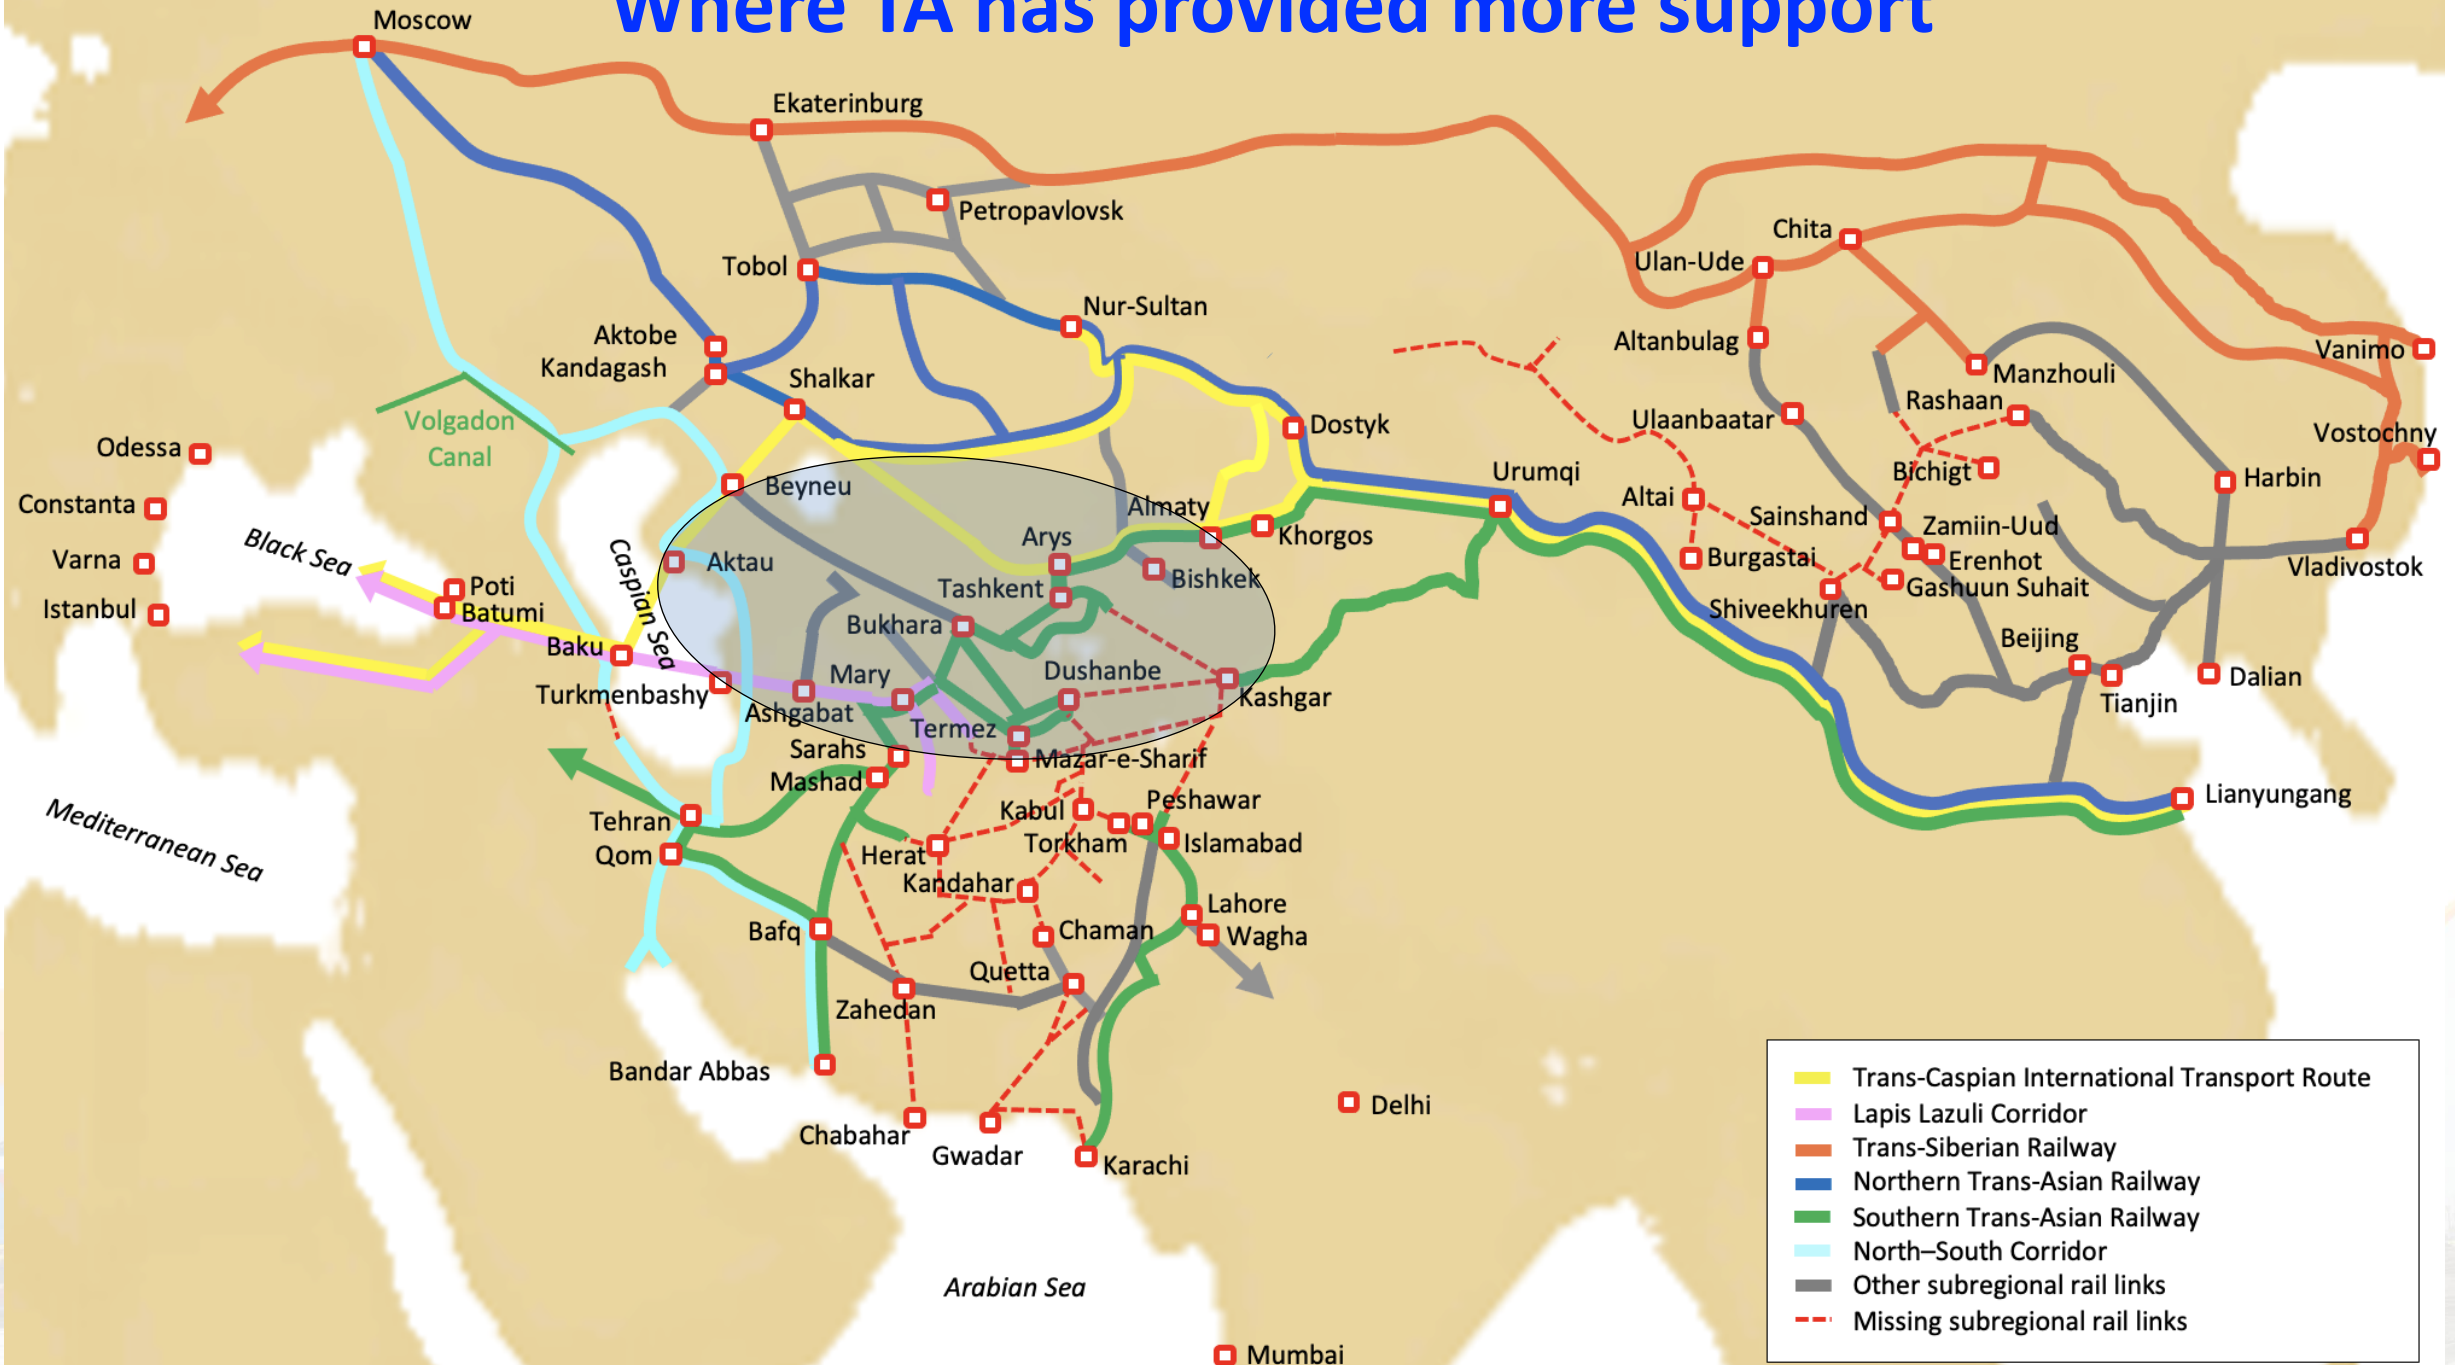 Where TA has provided more support
Moscow
Ekaterinburg
Petropavlovsk
Tobol
Nur-Sultan
Aktobe
Kandagash
Shalkar
Volgadon
Canal
Odessa
Constanta
Varna
Istanbul
Black Sea
Poti
Batumi
Baku
Caspian Sea
Turkmenbashy
Beyneu
Aktau
Dostyk
Almaty
Khorgos
Arys
Bishkek
Tashkent
Bukhara
Mary
Dushanbe
Ashgabat
Termez
Kashgar
Sarahs
Mashad
Mazar-e-Sharif
Tehran
Qom
Kabul
Peshawar
Torkham
Islamabad
Herat
Kandahar
Lahore
Wagha
Bafq
Chaman
Quetta
Zahedan
Bandar Abbas
Chabahar
Gwadar
Karachi
Delhi
Mumbai
Mediterranean Sea
Arabian Sea
Urumqi
Chita
Ulan-Ude
Altanbulag
Manzhouli
Rashaan
Ulaanbaatar
Bichigt
Altai
Sainshand
Zamiin-Uud
Burgastai
Erenhot
Gashuun Suhait
Shiveekhuren
Beijing
Tianjin
Vanimo
Vostochny
Harbin
Vladivostok
Dalian
Lianyungang
Trans-Caspian International Transport Route
Lapis Lazuli Corridor
Trans-Siberian Railway
Northern Trans-Asian Railway
Southern Trans-Asian Railway
North–South Corridor
Other subregional rail links
Missing subregional rail links